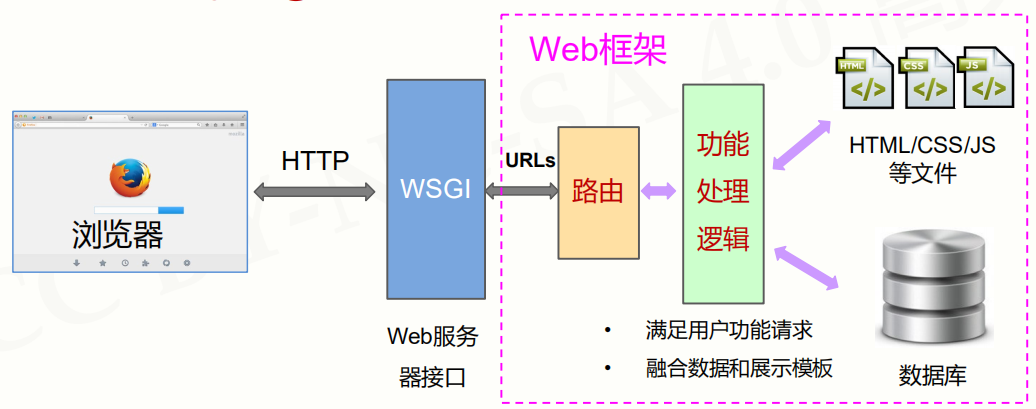 Web框架
HTTP
URLs
WSGI
路由
功能
处理
逻辑
HTML
CSS
JS
HTML/CSS/JS
等文件
浏览器
Web服务
器接口
• 满足用户功能请求
• 融合数据和展示模板
数据库